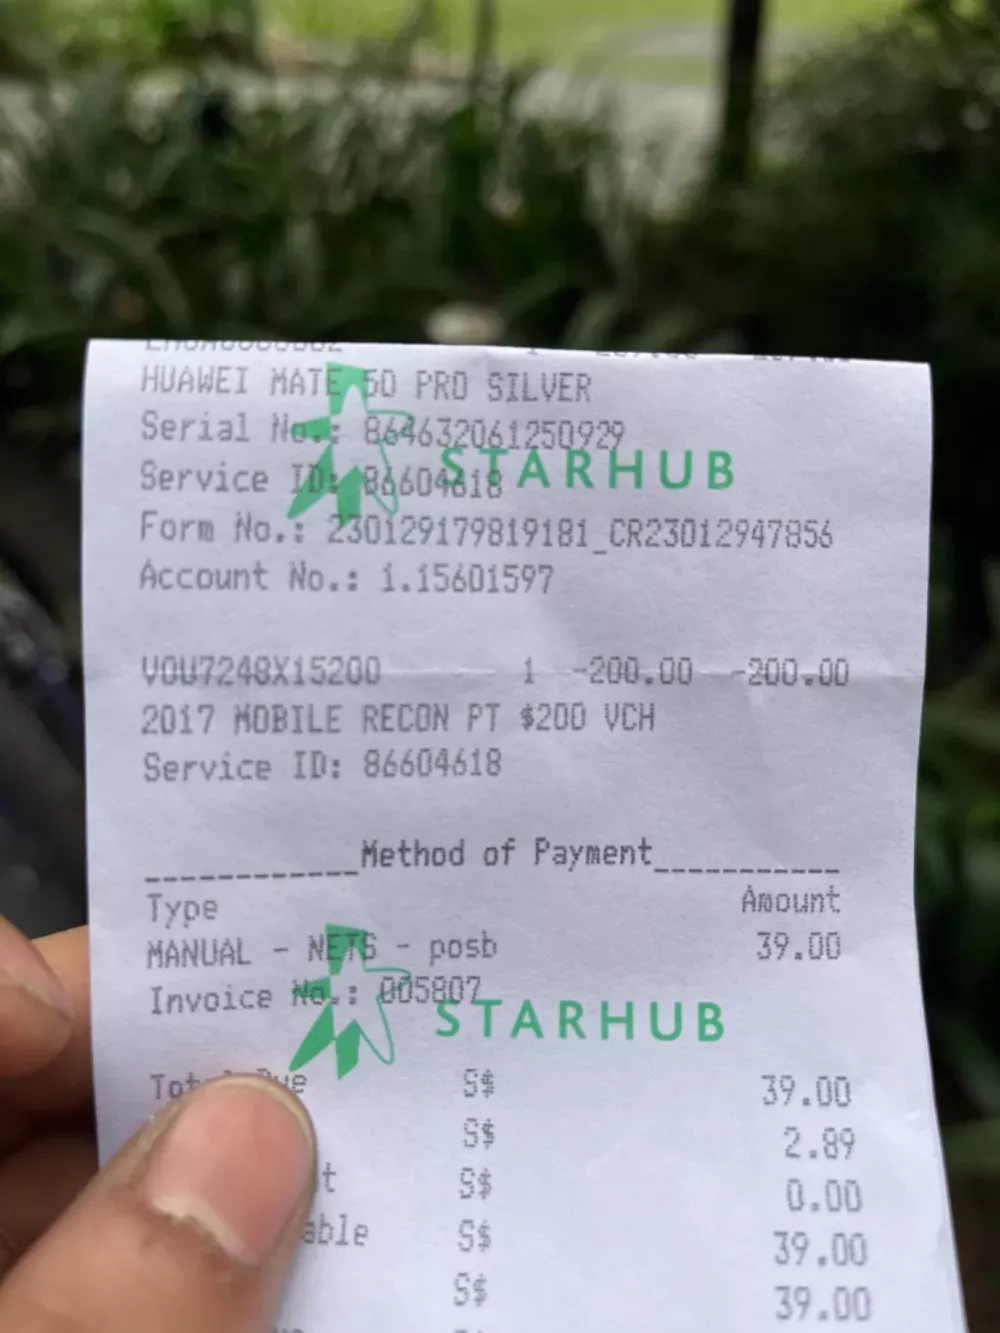 HUAWEI MATE 50 PRO SILVER
Serial No.: 864632061250929
Service ID: 86604618
STARHUB
Form No.: 230129179819181_CR23012947856
Account No.: 1.15601597
VOU7248X15200 1 -200.00 -200.00
2017 MOBILE RECON PT $200 VCH
Service ID: 86604618
Method of Payment
Type Amount
MANUAL - NETS - posb 39.00
Invoice No.: 005807
STARHUB
Total Due S$ 39.00
S$ 2.89
S$ 0.00
S$ 39.00
S$ 39.00